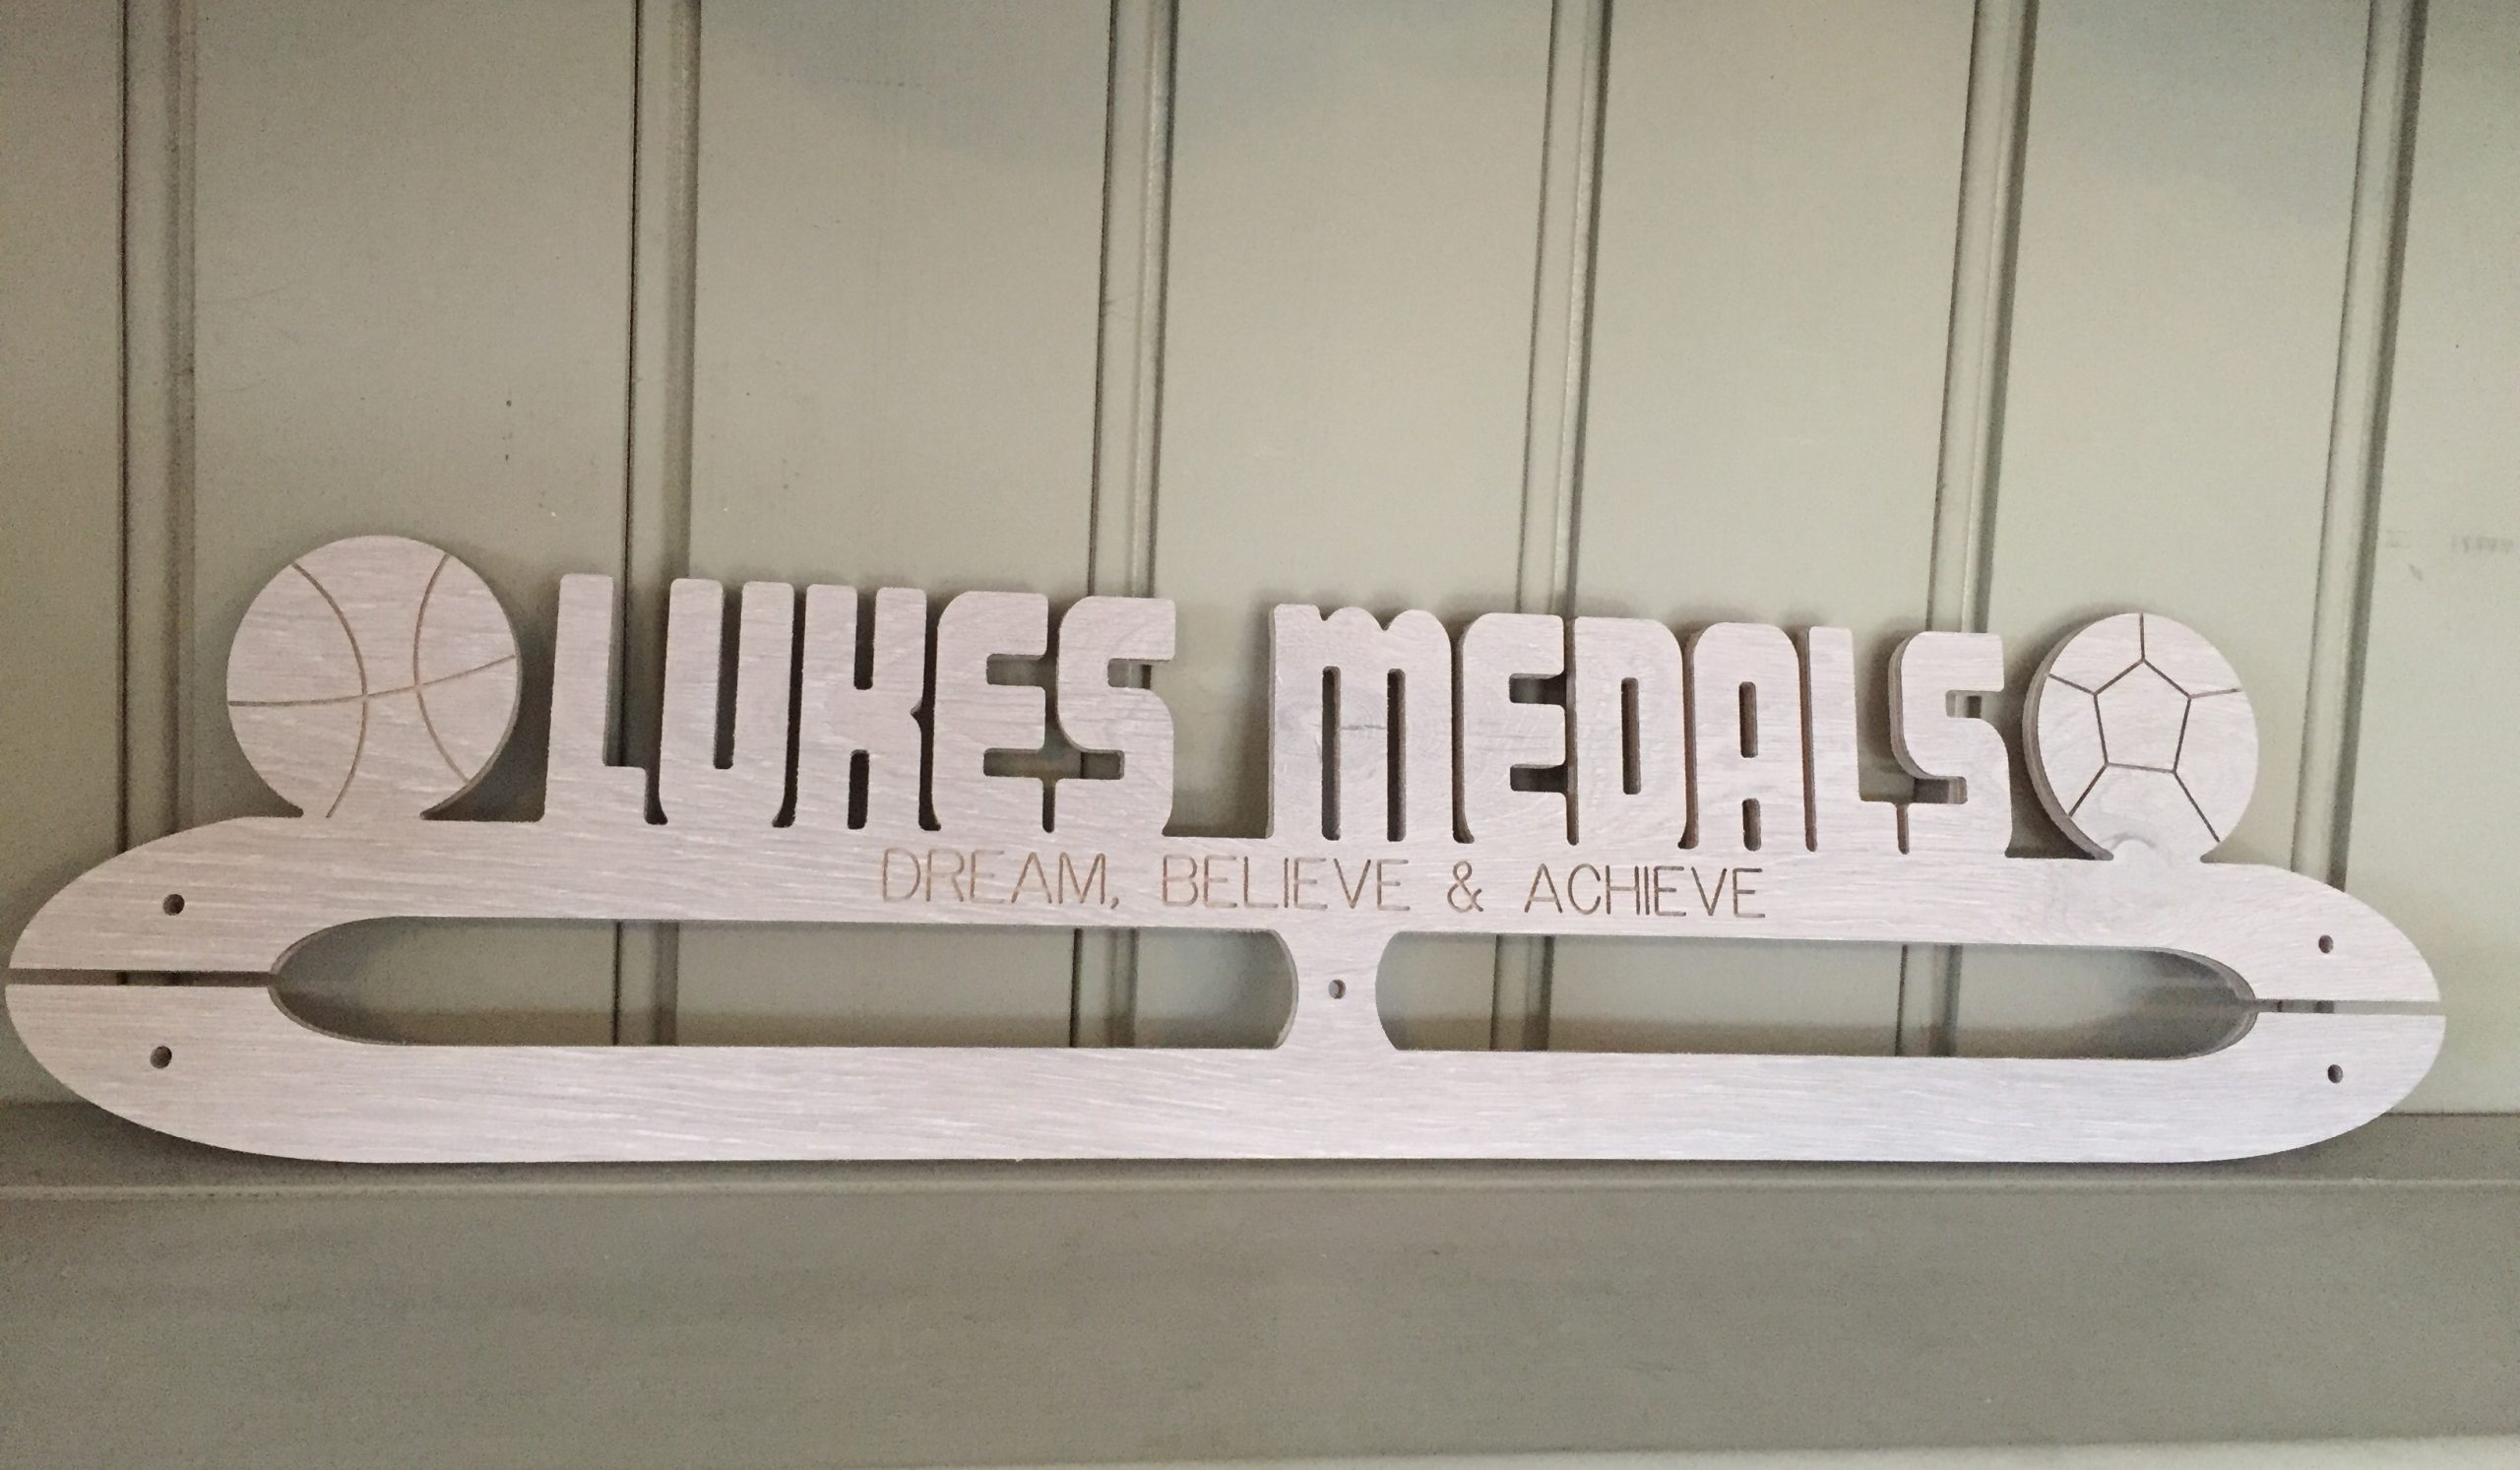 LUKES MEDALS
DREAM, BELIEVE & ACHIEVE